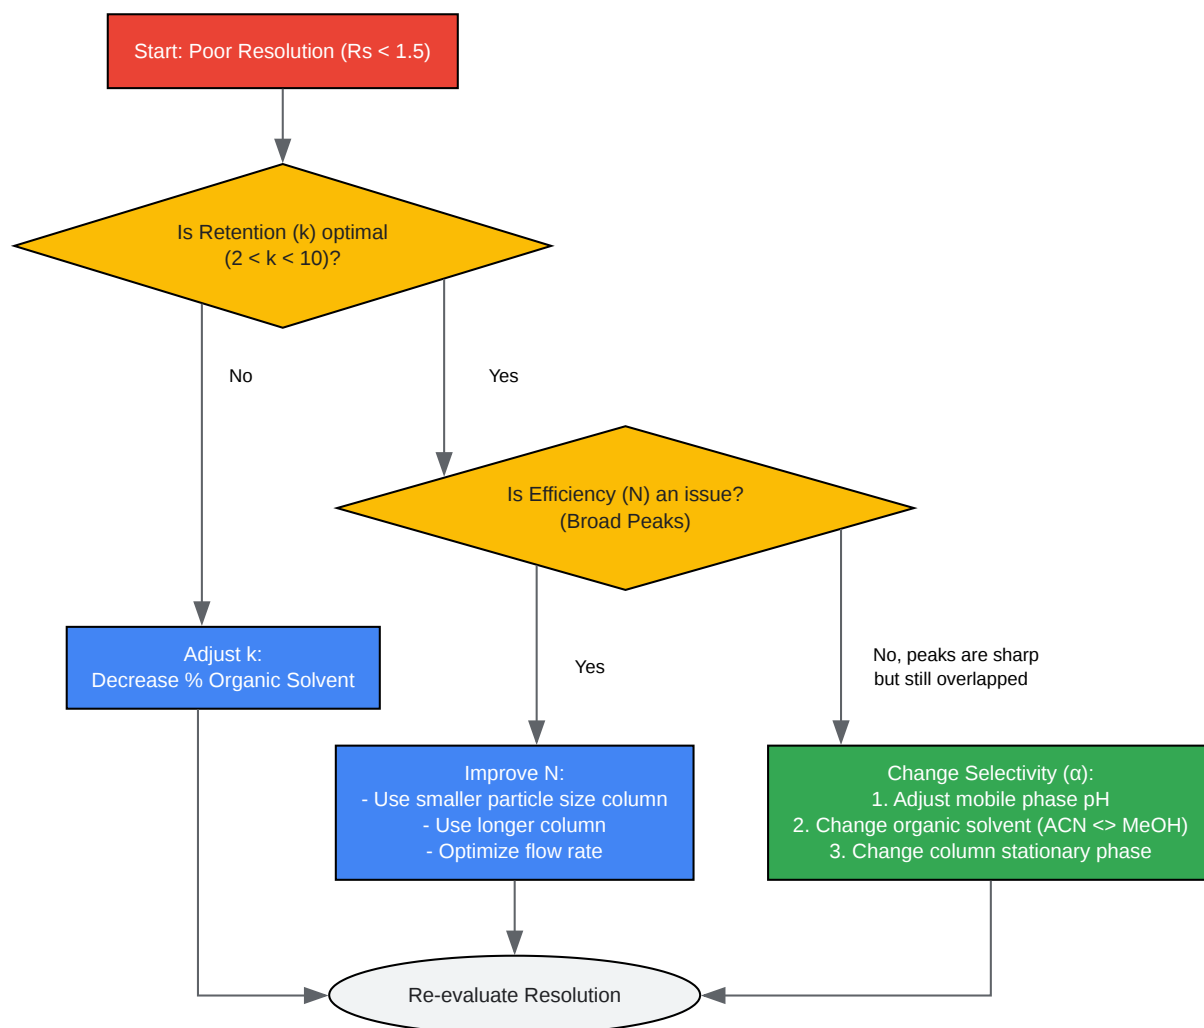 Start: Poor Resolution (Rs < 1.5)
Is Retention (k) optimal
(2 < k < 10)?
No
Yes
Is Efficiency (N) an issue?
(Broad Peaks)
Adjust k:
Decrease % Organic Solvent
Yes
No, peaks are sharp
but still overlapped
Improve N:
- Use smaller particle size column
- Use longer column
- Optimize flow rate
Change Selectivity (α):
1. Adjust mobile phase pH
2. Change organic solvent (ACN <> MeOH)
3. Change column stationary phase
Re-evaluate Resolution